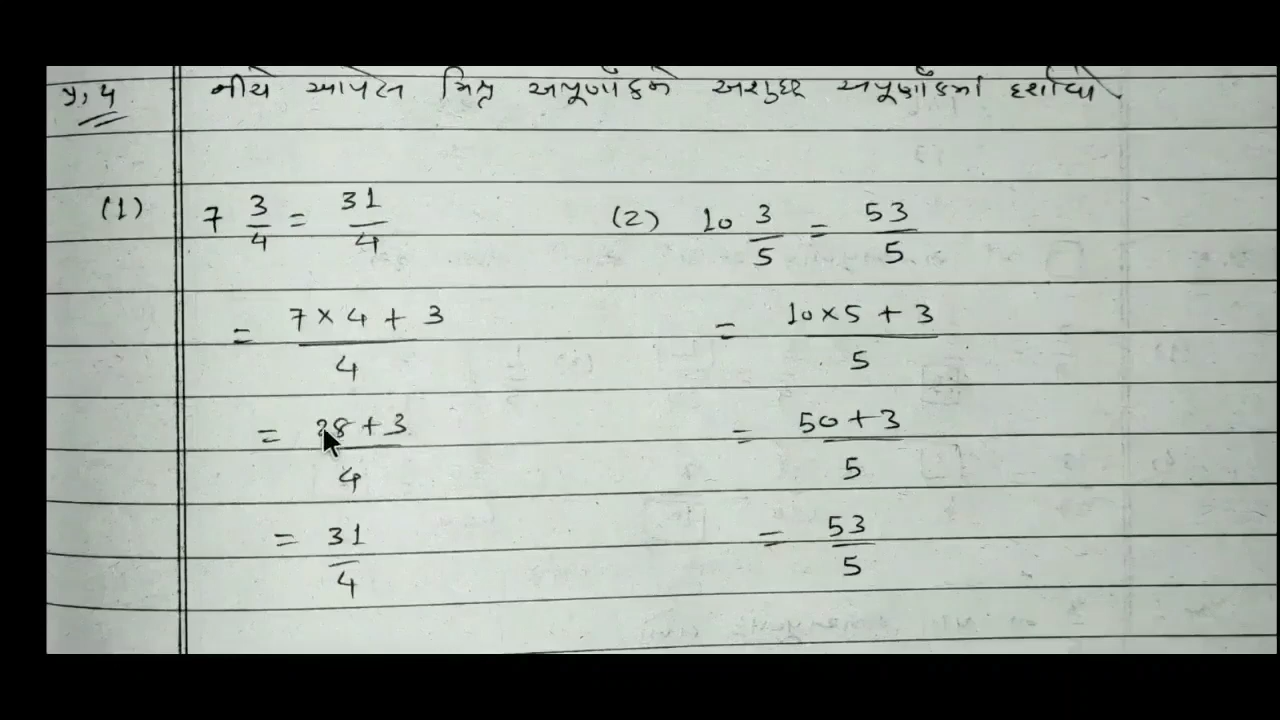 પ્ર, 4 નીચે આપેલ મિશ્ર અપૂર્ણાંકને અશુદ્ધ અપૂર્ણાંકમાં દર્શાવો.
(1) 7 3/4 = 31/4 (2) 10 3/5 = 53/5
= 7 × 4 + 3 / 4 = 10 × 5 + 3 / 5
= 28 + 3 / 4 = 50 + 3 / 5
= 31/4 = 53/5